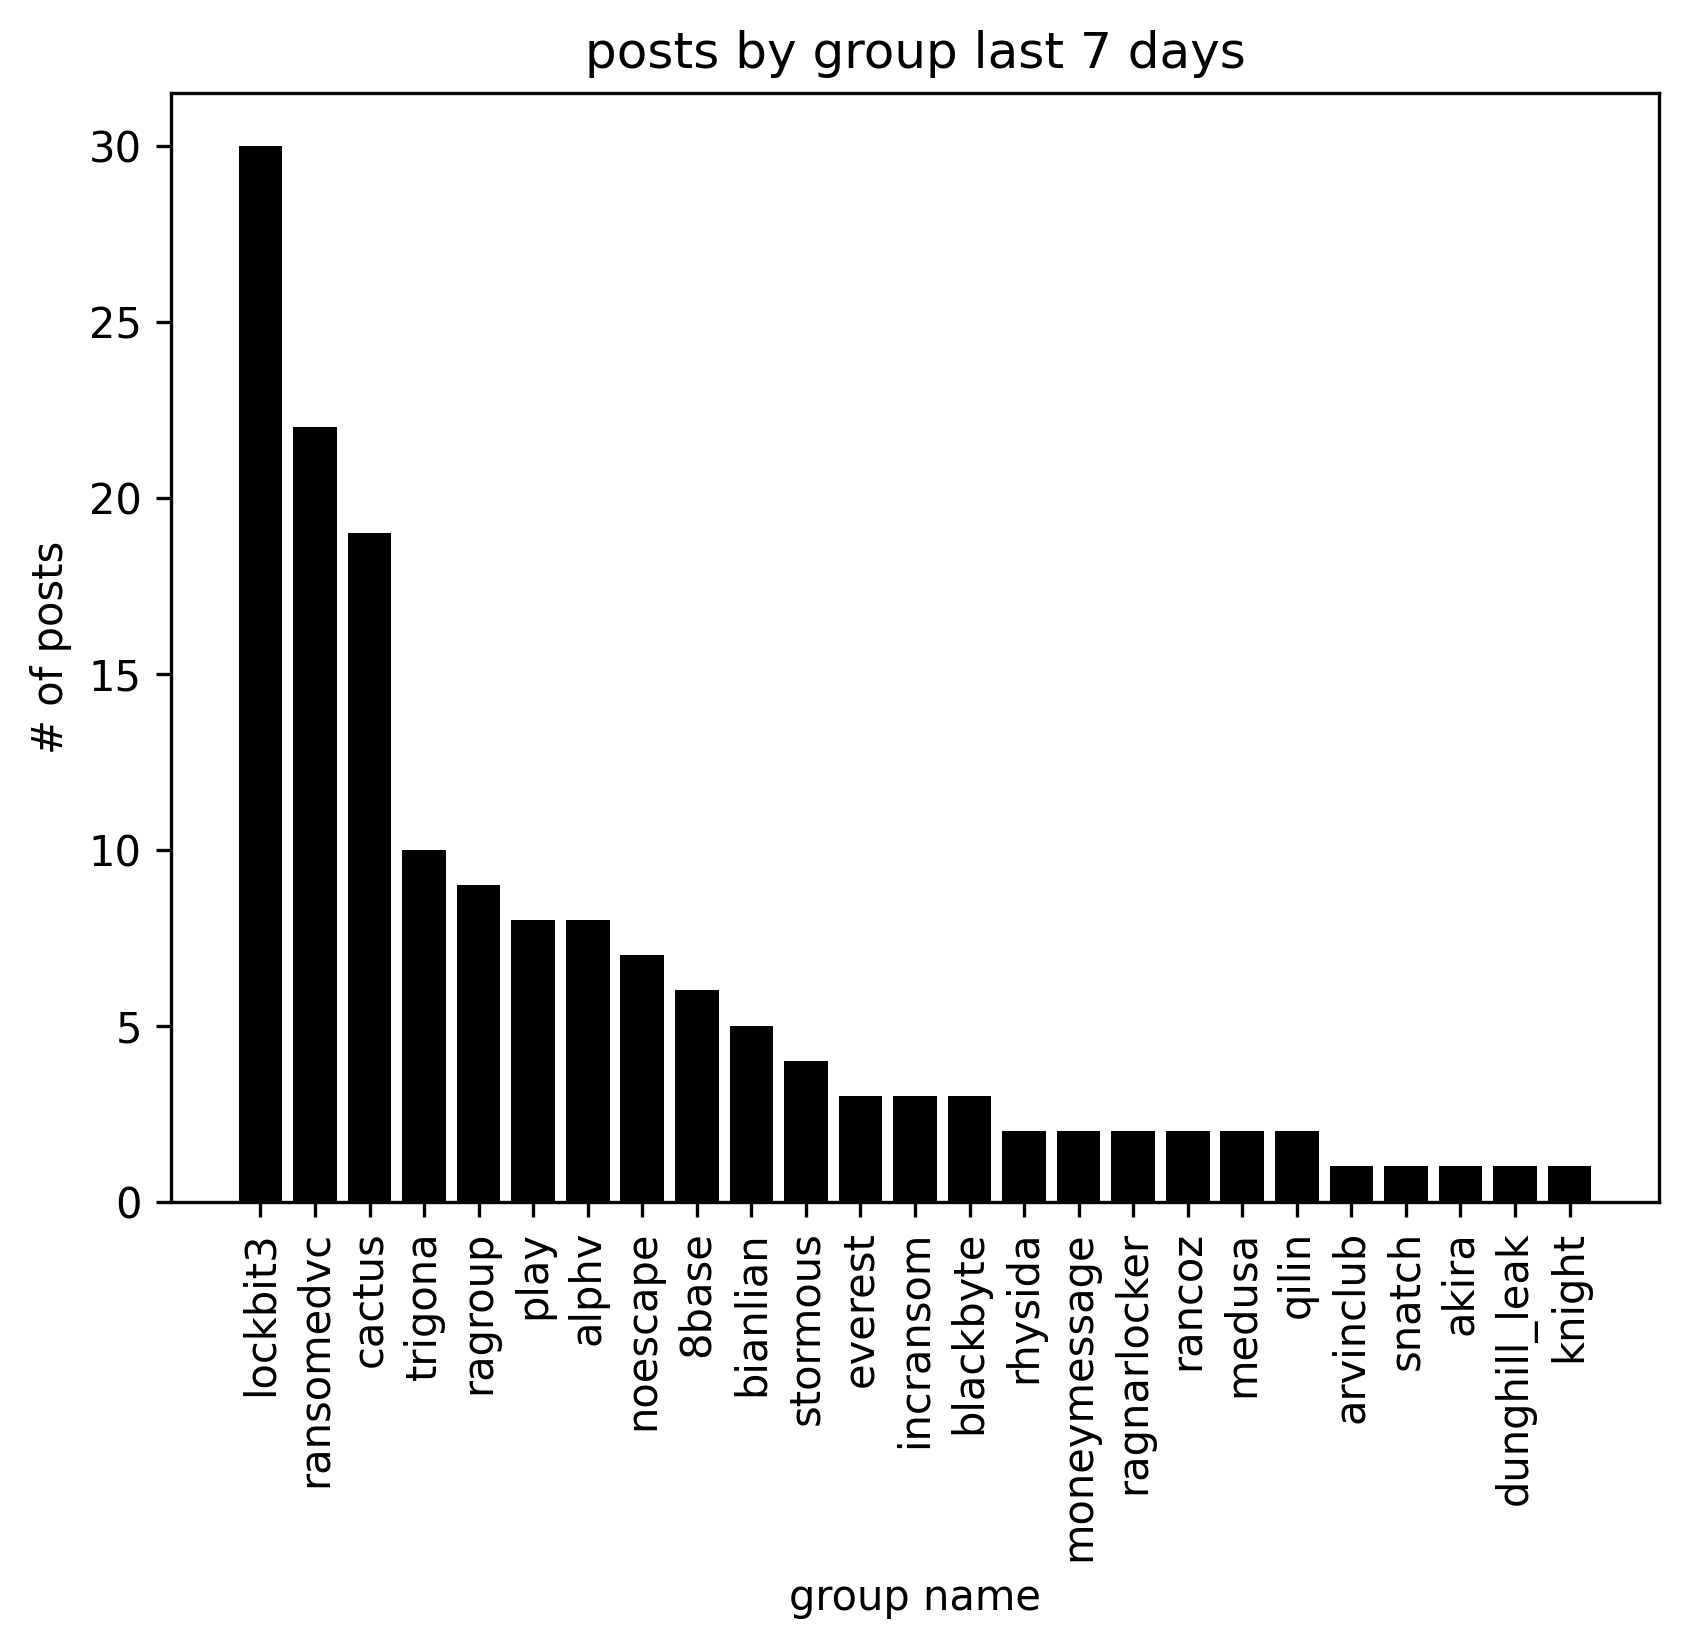 posts by group last 7 days
30
25
20
15
10
5
0
# of posts
lockbit3
ransomedvc
cactus
trigona
ragroup
play
alphv
noescape
8base
bianlian
stormous
everest
incransom
blackbyte
rhysida
moneymessage
ragnarlocker
rancoz
medusa
qilin
arvinclub
snatch
akira
dunghill_leak
knight
group name